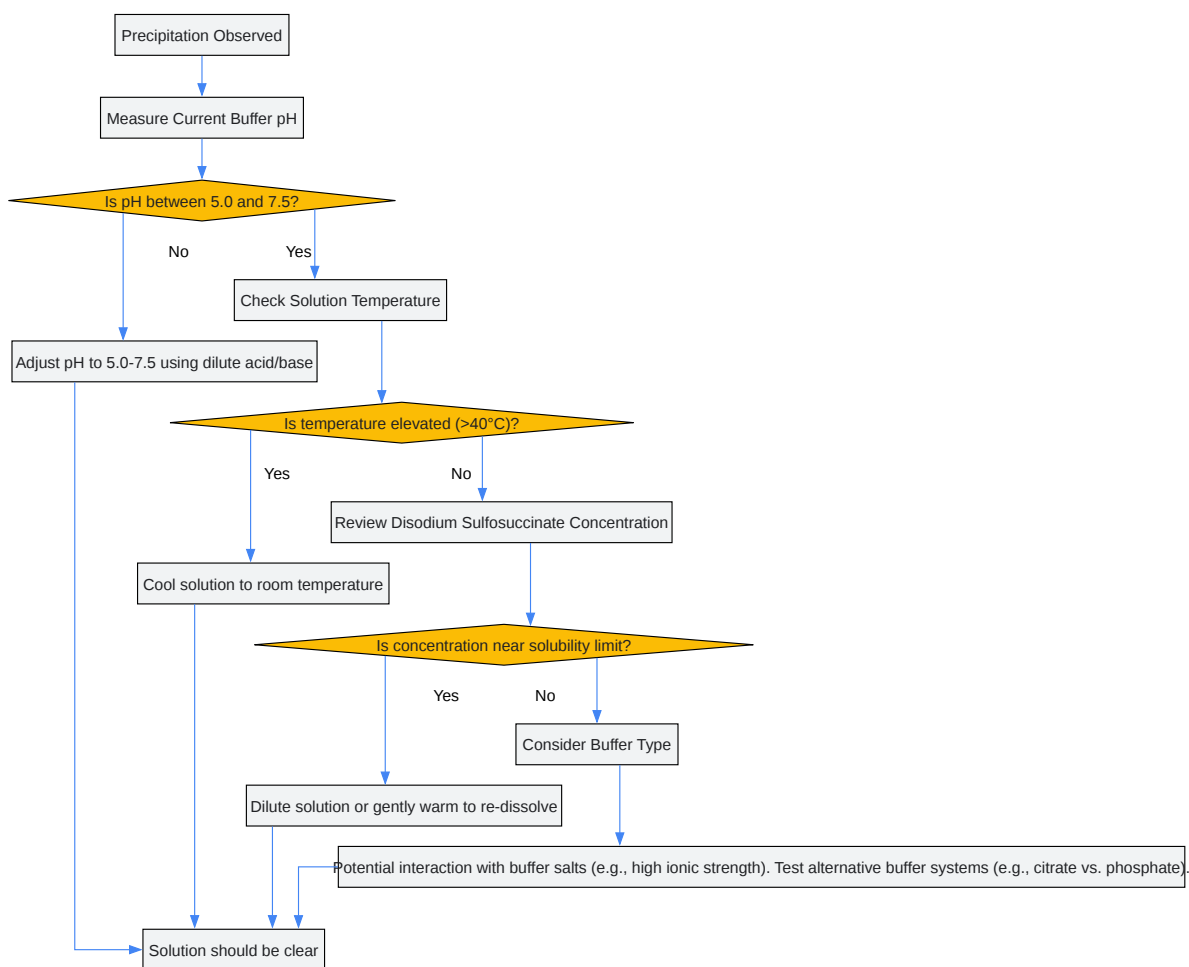 Precipitation Observed
Measure Current Buffer pH
Is pH between 5.0 and 7.5?
No
Yes
Check Solution Temperature
Adjust pH to 5.0-7.5 using dilute acid/base
Is temperature elevated (>40°C)?
Yes
No
Review Disodium Sulfosuccinate Concentration
Cool solution to room temperature
Is concentration near solubility limit?
Yes
No
Consider Buffer Type
Dilute solution or gently warm to re-dissolve
Potential interaction with buffer salts (e.g., high ionic strength). Test alternative buffer systems (e.g., citrate vs. phosphate).
Solution should be clear